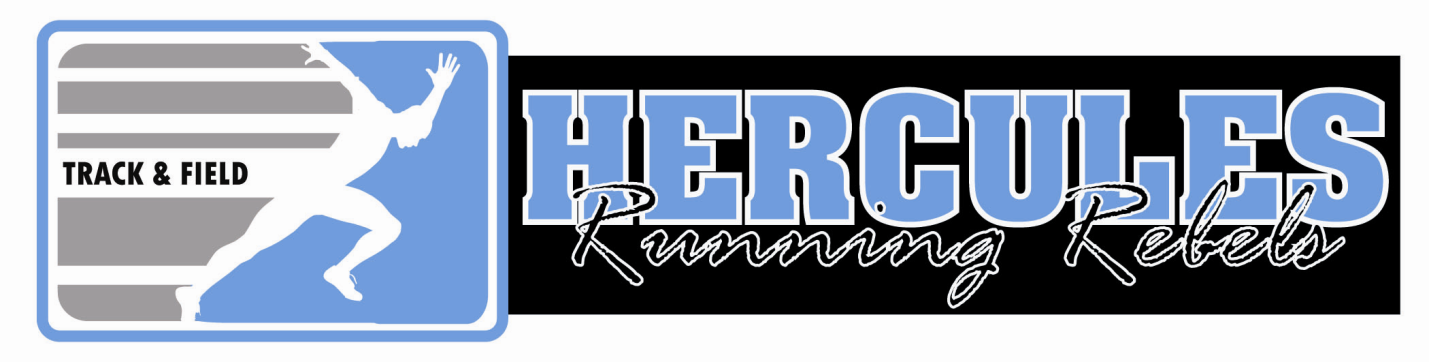 TRACK & FIELD
HERCULES
Running Rebels